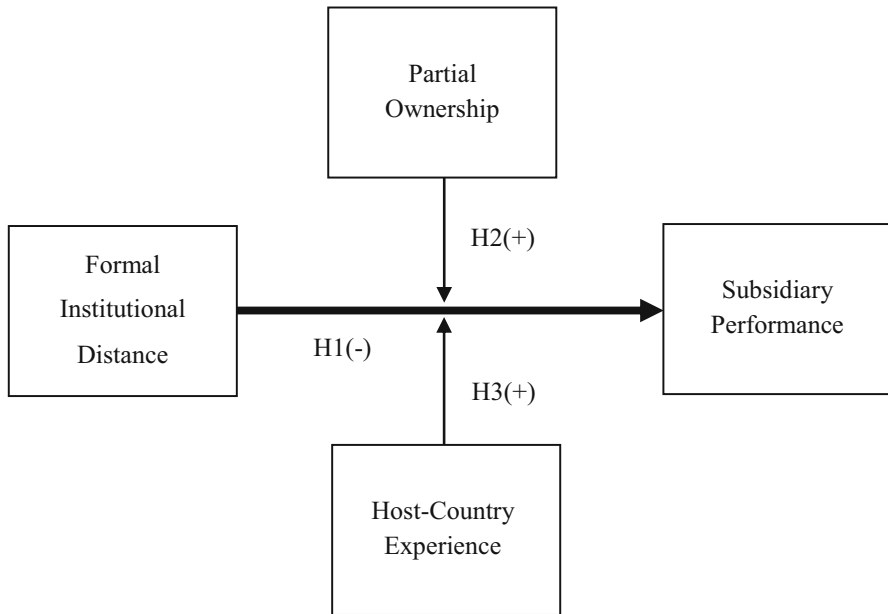 Partial
Ownership
H2(+)
Formal
Institutional
Distance
Subsidiary
Performance
H1(-)
H3(+)
Host-Country
Experience